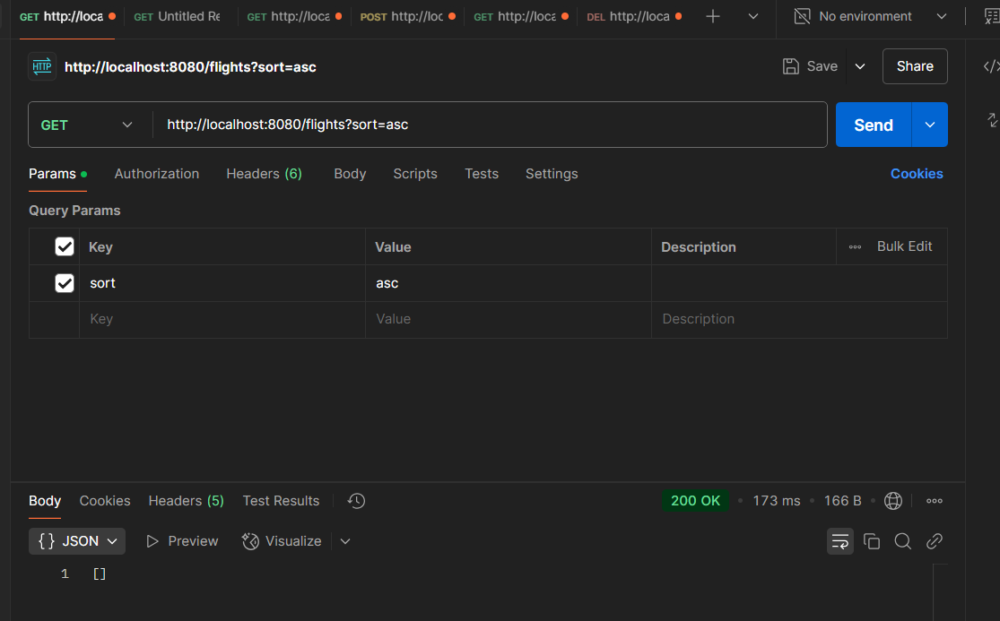 GET http://loca GET Untitled Re GET http://loca POST http://loc GET http://loca DEL http://loca No environment
HTTP http://localhost:8080/flights?sort=asc Save Share
GET http://localhost:8080/flights?sort=asc Send
Params Authorization Headers (6) Body Scripts Tests Settings Cookies
Query Params
Key Value Description Bulk Edit
sort asc
Key Value Description
Body Cookies Headers (5) Test Results 200 OK 173 ms 166 B
{} JSON Preview Visualize
1 []